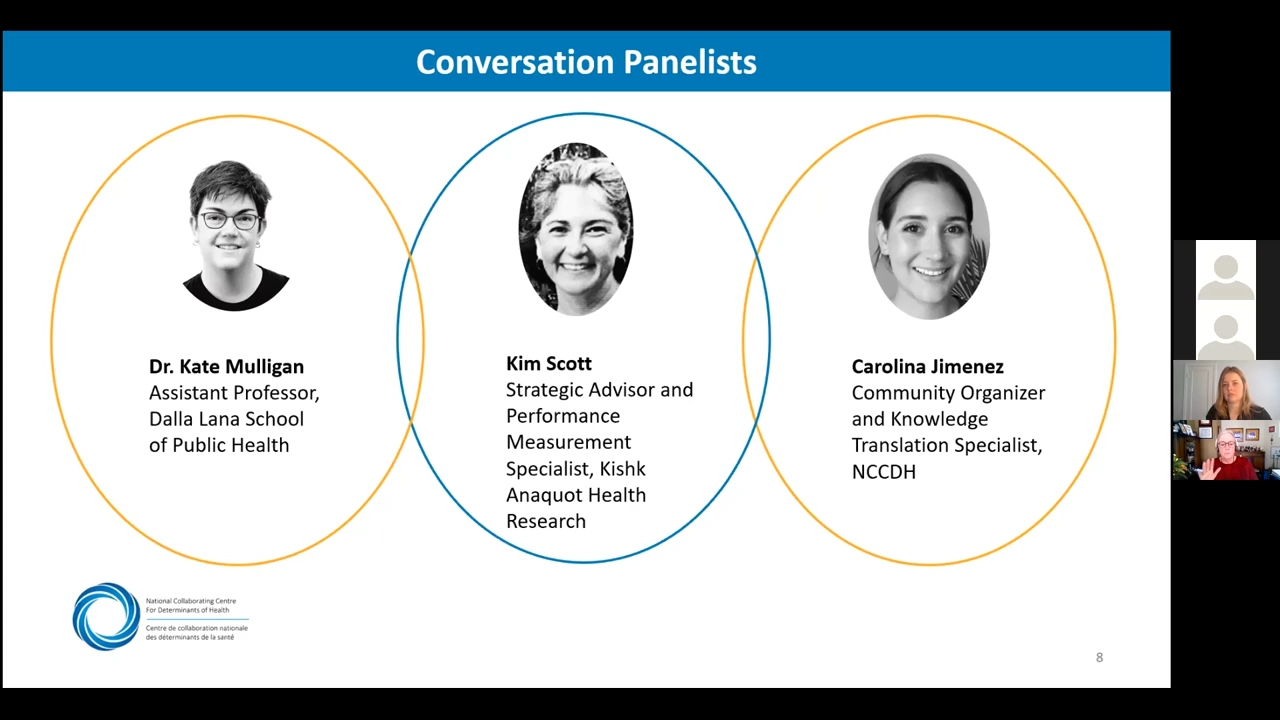 Conversation Panelists
Dr. Kate Mulligan
Assistant Professor,
Dalla Lana School
of Public Health
Kim Scott
Strategic Advisor and
Performance
Measurement
Specialist, Kishk
Anaquot Health
Research
Carolina Jimenez
Community Organizer
and Knowledge
Translation Specialist,
NCCDH
National Collaborating Centre
For Determinants of Health
Centre de collaboration nationale
des déterminants de la santé
8